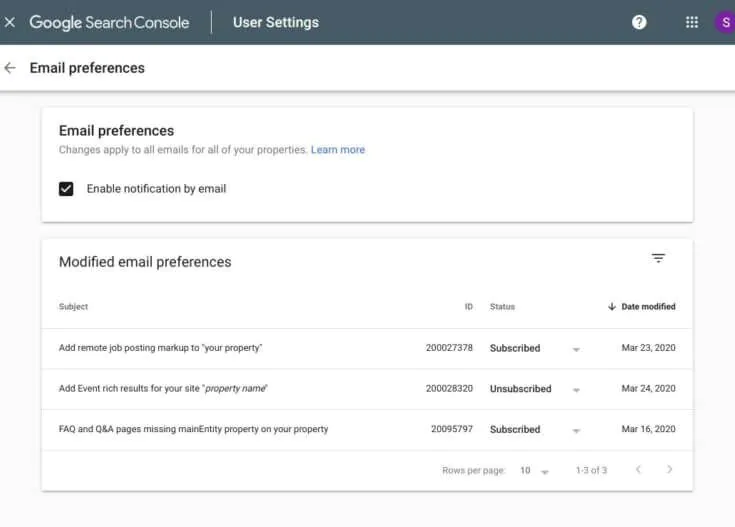 Google Search Console User Settings S
Email preferences
Email preferences
Changes apply to all emails for all of your properties. Learn more
Enable notification by email
Modified email preferences
Subject ID Status Date modified
Add remote job posting markup to "your property" 200027378 Subscribed Mar 23, 2020
Add Event rich results for your site "property name" 200028320 Unsubscribed Mar 24, 2020
FAQ and Q&A pages missing mainEntity property on your property 20095797 Subscribed Mar 16, 2020
Rows per page: 10 1-3 of 3